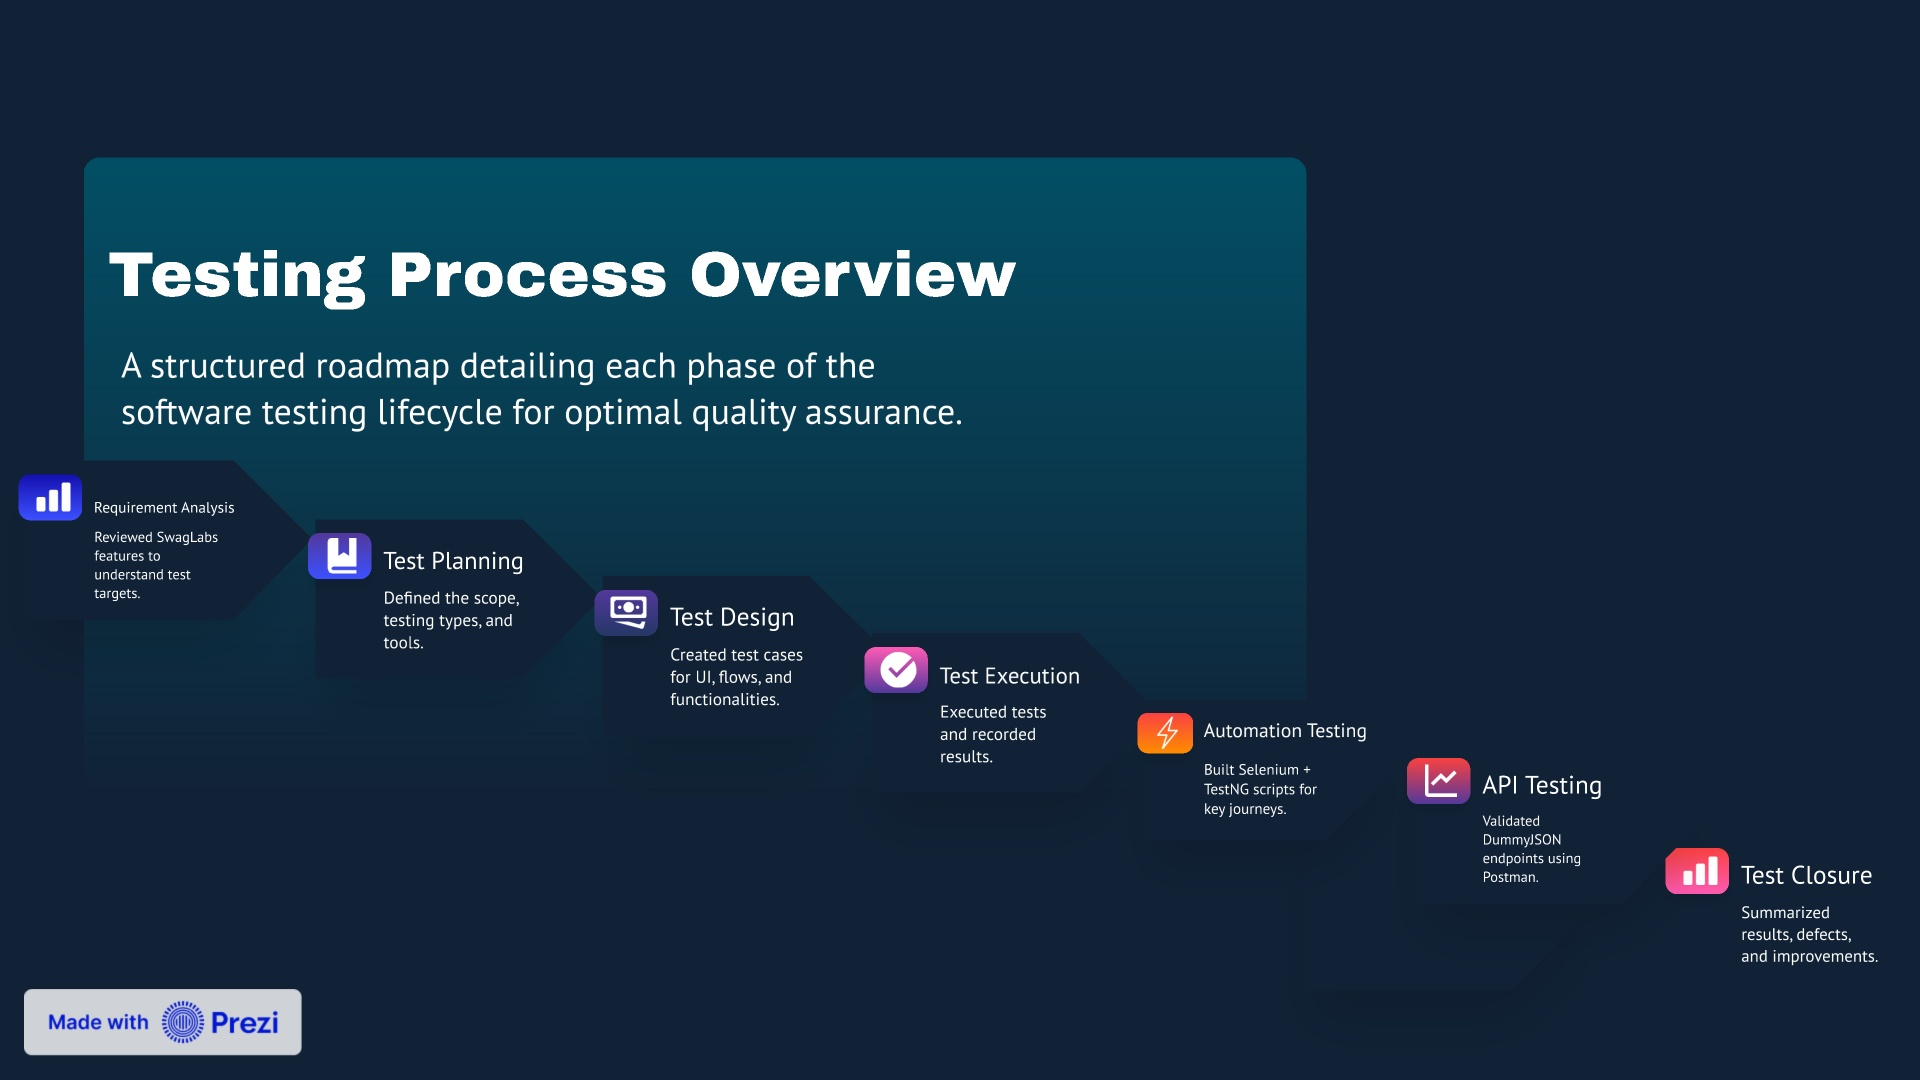 Testing Process Overview
A structured roadmap detailing each phase of the
software testing lifecycle for optimal quality assurance.
Requirement Analysis
Reviewed SwagLabs
features to
understand test
targets.
Test Planning
Defined the scope,
testing types, and
tools.
Test Design
Created test cases
for UI, flows, and
functionalities.
Test Execution
Executed tests
and recorded
results.
Automation Testing
Built Selenium +
TestNG scripts for
key journeys.
API Testing
Validated
DummyJSON
endpoints using
Postman.
Test Closure
Summarized
results, defects,
and improvements.
Made with Prezi